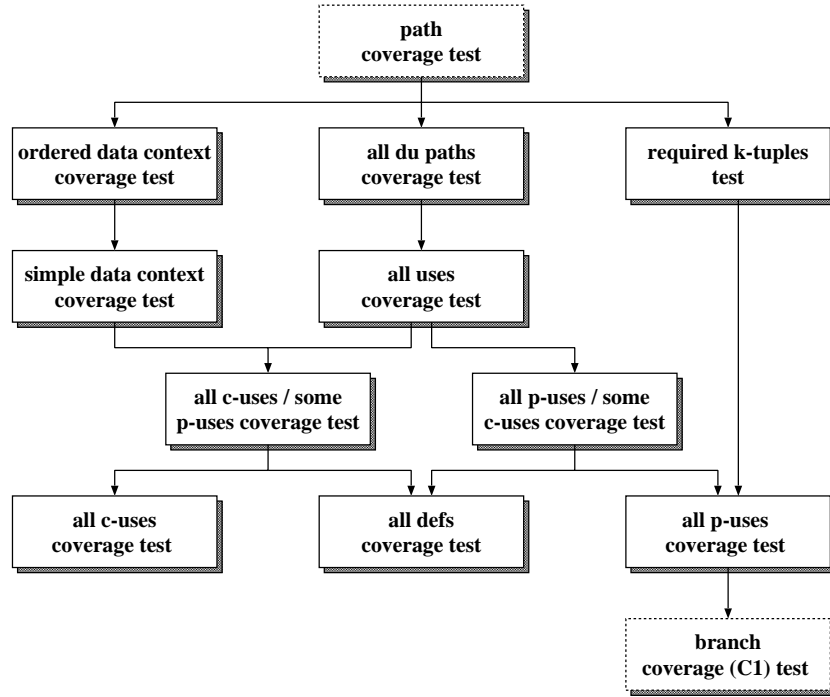 path
coverage test
ordered data context
coverage test
all du paths
coverage test
required k-tuples
test
simple data context
coverage test
all uses
coverage test
all c-uses / some
p-uses coverage test
all p-uses / some
c-uses coverage test
all c-uses
coverage test
all defs
coverage test
all p-uses
coverage test
branch
coverage (C1) test